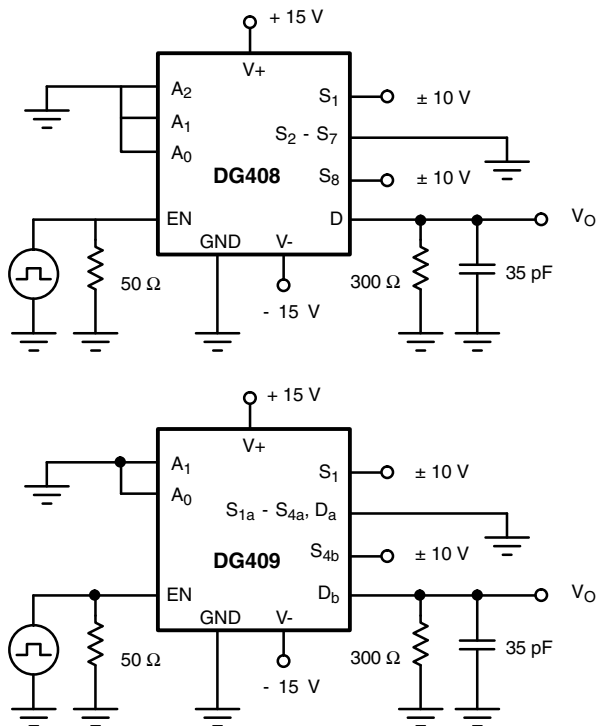 + 15 V
V+
A2
S1
± 10 V
A1
S2 - S7
A0
DG408
S8
± 10 V
EN
D
VO
GND
V-
50 Ω
300 Ω
35 pF
- 15 V
+ 15 V
V+
A1
S1
± 10 V
A0
S1a - S4a, Da
DG409
S4b
± 10 V
EN
Db
VO
GND
V-
50 Ω
300 Ω
35 pF
- 15 V